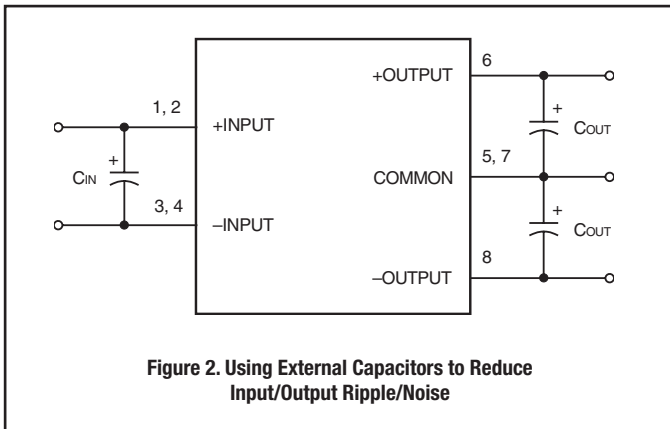 6
+OUTPUT
+
1, 2
+INPUT
COUT
5, 7
+
CIN
COMMON
+
3, 4
–INPUT
COUT
8
–OUTPUT
Figure 2. Using External Capacitors to Reduce
Input/Output Ripple/Noise